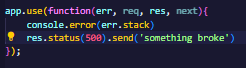 app.use(function(err, req, res, next){
    console.error(err.stack)
    res.status(500).send('something broke')
});